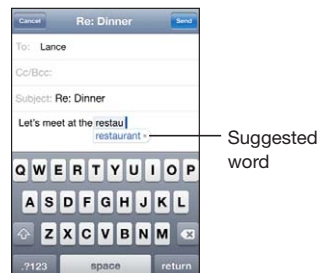 Cancel Re: Dinner Send
To: Lance
Cc/Bcc:
Subject: Re: Dinner
Let's meet at the restau
restaurant ×
Suggested
word
Q W E R T Y U I O P
A S D F G H J K L
Z X C V B N M
.?123 space return